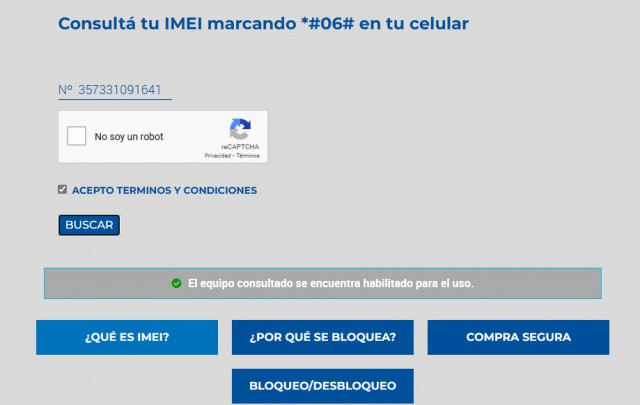 Consultá tu IMEI marcando *#06# en tu celular
Nº 357331091641
No soy un robot
reCAPTCHA
Privacidad - Términos
ACEPTO TERMINOS Y CONDICIONES
BUSCAR
El equipo consultado se encuentra habilitado para el uso.
¿QUÉ ES IMEI?
¿POR QUÉ SE BLOQUEA?
COMPRA SEGURA
BLOQUEO/DESBLOQUEO